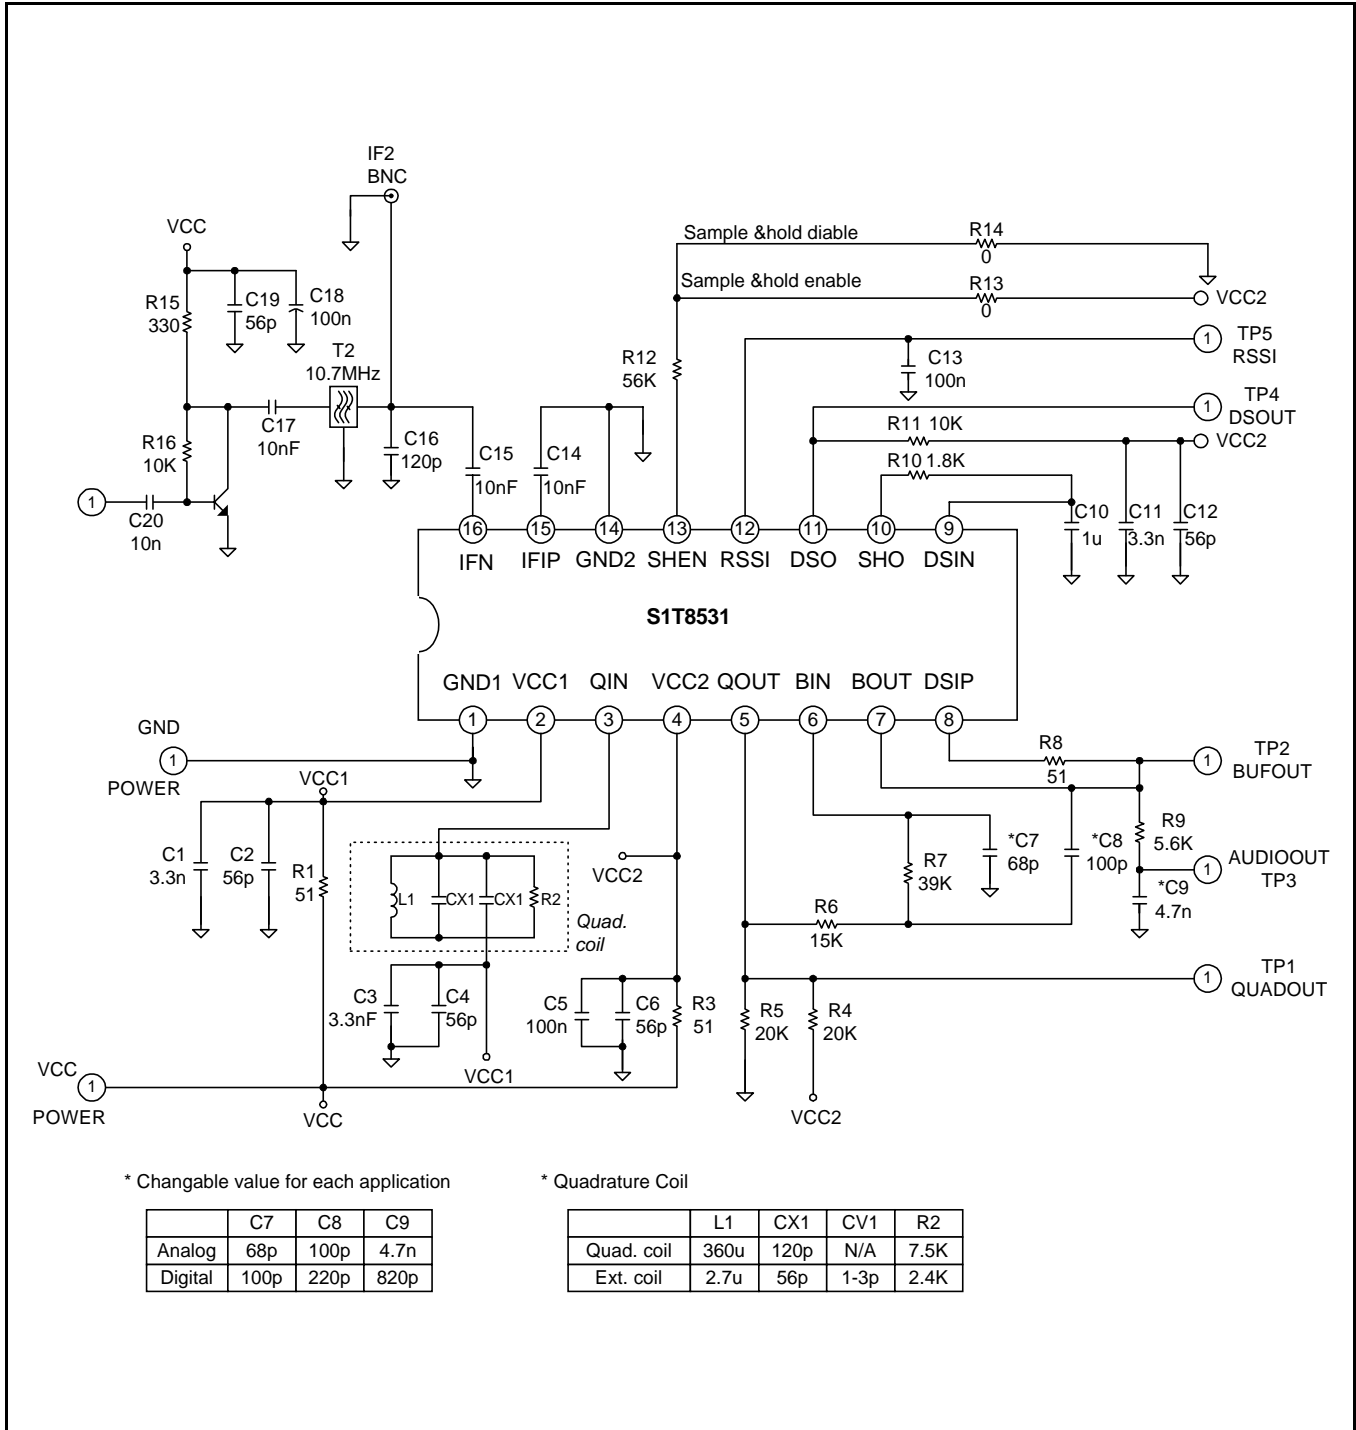 IF2
BNC
VCC
Sample &hold diable
R14
0
Sample &hold enable
R13
0
VCC2
R15
330
C19
56p
C18
100n
T2
10.7MHz
R12
56K
C13
100n
1
TP5
RSSI
1
TP4
DSOUT
R11 10K
VCC2
R10 1.8K
R16
10K
C17
10nF
C16
120p
C15
10nF
C14
10nF
1
C20
10n
C10
1u
C11
3.3n
C12
56p
16 15 14 13 12 11 10 9
IFN IFIP GND2 SHEN RSSI DSO SHO DSIN
S1T8531
GND1 VCC1 QIN VCC2 QOUT BIN BOUT DSIP
1 2 3 4 5 6 7 8
GND
1
POWER
VCC1
R8
51
1
TP2
BUFOUT
C1
3.3n
C2
56p
R1
51
L1 CX1 CX1 R2
Quad.
coil
VCC2
R7
39K
*C7
68p
*C8
100p
R9
5.6K
1
AUDIOOUT
TP3
*C9
4.7n
R6
15K
C3
3.3nF
C4
56p
VCC1
C5
100n
C6
56p
R3
51
R5
20K
R4
20K
1
TP1
QUADOUT
VCC2
VCC
1
POWER
VCC
* Changable value for each application
C7 C8 C9
Analog 68p 100p 4.7n
Digital 100p 220p 820p
* Quadrature Coil
L1 CX1 CV1 R2
Quad. coil 360u 120p N/A 7.5K
Ext. coil 2.7u 56p 1-3p 2.4K